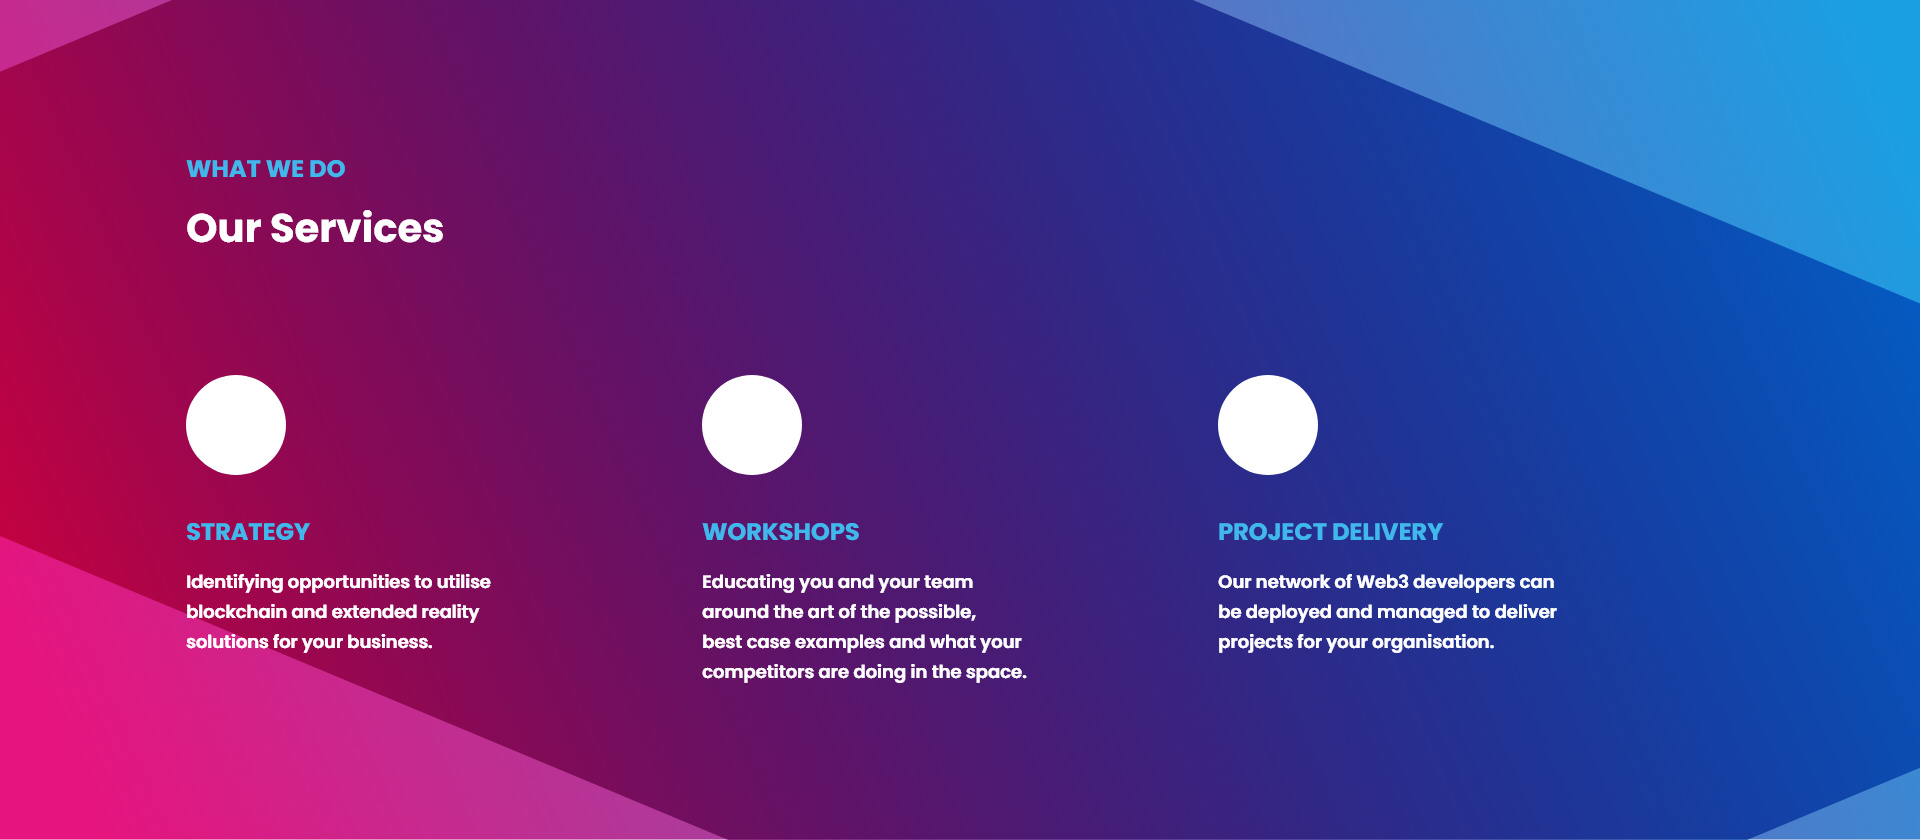 WHAT WE DO
Our Services
STRATEGY
Identifying opportunities to utilise
blockchain and extended reality
solutions for your business.
WORKSHOPS
Educating you and your team
around the art of the possible,
best case examples and what your
competitors are doing in the space.
PROJECT DELIVERY
Our network of Web3 developers can
be deployed and managed to deliver
projects for your organisation.